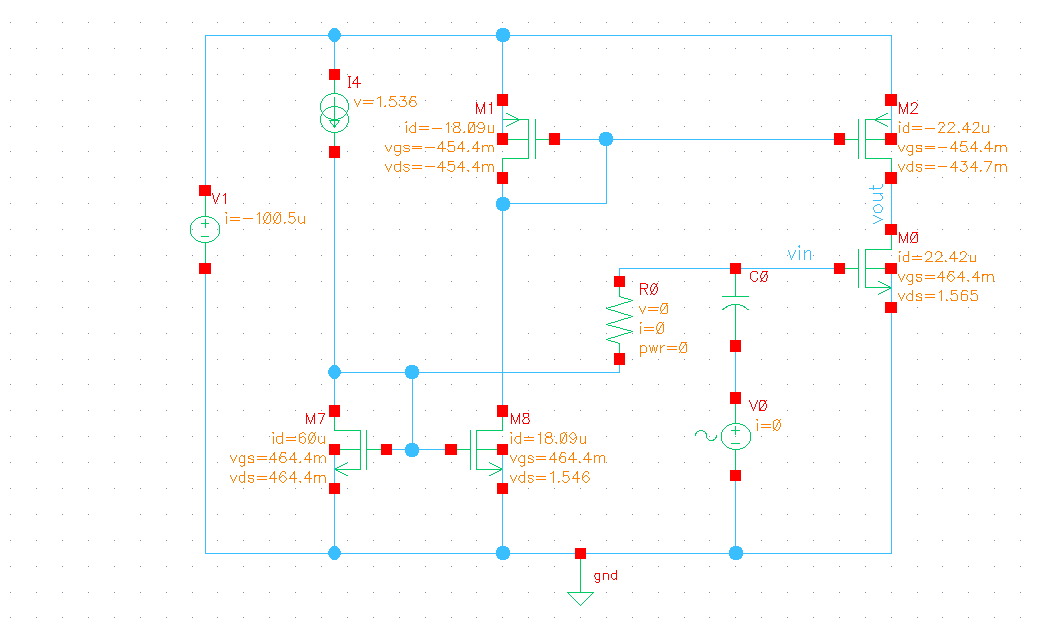 I4
v=1.536
M1
id=-18.09u
vgs=-454.4m
vds=-454.4m
M2
id=-22.42u
vgs=-454.4m
vds=-434.7m
V1
i=-100.5u
vout
M0
id=22.42u
vgs=464.4m
vds=1.565
vin
C0
R0
v=0
i=0
pwr=0
M7
id=60u
vgs=464.4m
vds=464.4m
M8
id=18.09u
vgs=464.4m
vds=1.546
V0
i=0
gnd